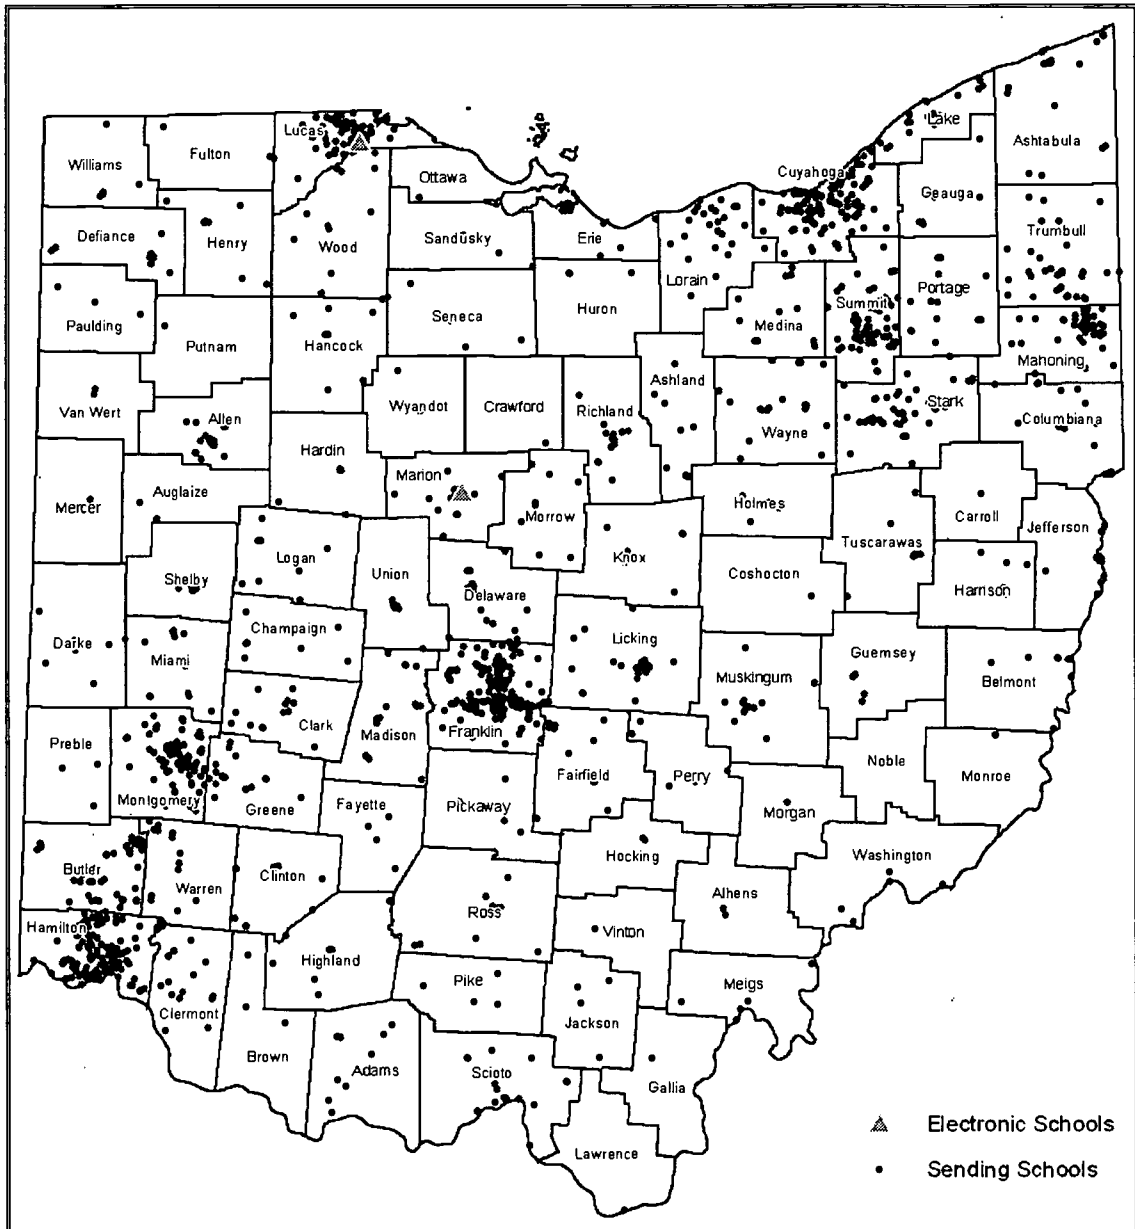 Lake
Ashtabula
Lucas
Williams
Fulton
Ottawa
Cuyahoga
Geauga
Defiance
Henry
Wood
Sandusky
Erie
Trumbull
Lorain
Summit
Portage
Paulding
Putnam
Hancock
Seneca
Huron
Medina
Mahoning
Van Wert
Allen
Wyandot
Crawford
Richland
Ashland
Wayne
Stark
Columbiana
Hardin
Marion
Mercer
Auglaize
Morrow
Holmes
Carroll
Jefferson
Logan
Union
Knox
Tuscarawas
Shelby
Delaware
Coshocton
Harrison
Darke
Champaign
Miami
Licking
Guernsey
Muskingum
Belmont
Clark
Madison
Franklin
Preble
Fairfield
Perry
Noble
Monroe
Montgomery
Greene
Fayette
Pickaway
Morgan
Butler
Warren
Clinton
Hocking
Washington
Hamilton
Ross
Vinton
Athens
Highland
Pike
Meigs
Clermont
Jackson
Brown
Adams
Scioto
Gallia
Electronic Schools
Lawrence
Sending Schools